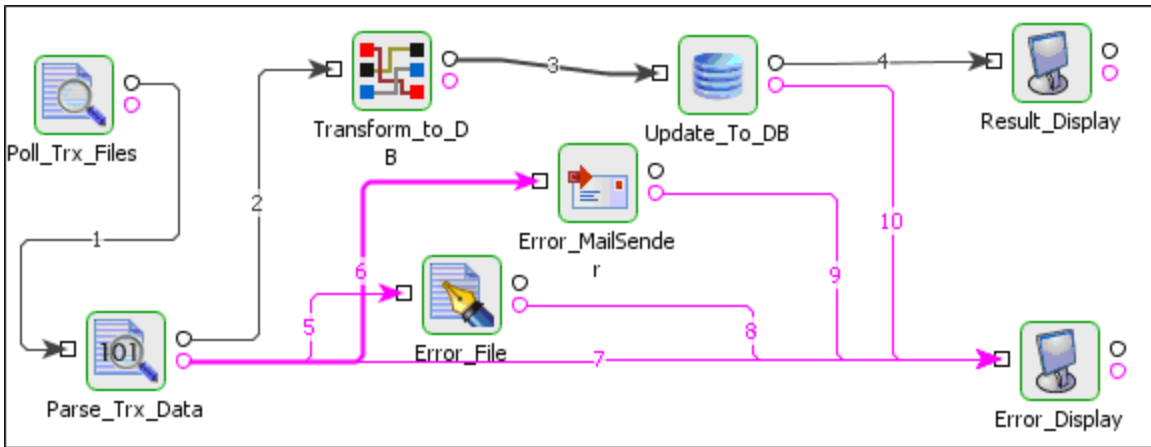 Poll_Trx_Files
1
2
Transform_to_D
B
3
Update_To_DB
4
Result_Display
Error_MailSende
r
10
6
9
5
Error_File
8
7
101
Parse_Trx_Data
Error_Display